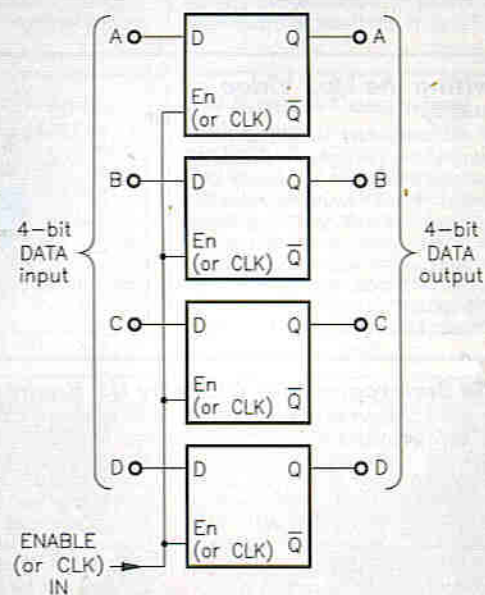 A D Q A
En
(or CLK) Q̅
B D Q B
En
(or CLK) Q̅
4-bit
DATA
input
4-bit
DATA
output
C D Q C
En
(or CLK) Q̅
D D Q D
En
(or CLK) Q̅
ENABLE
(or CLK)
IN